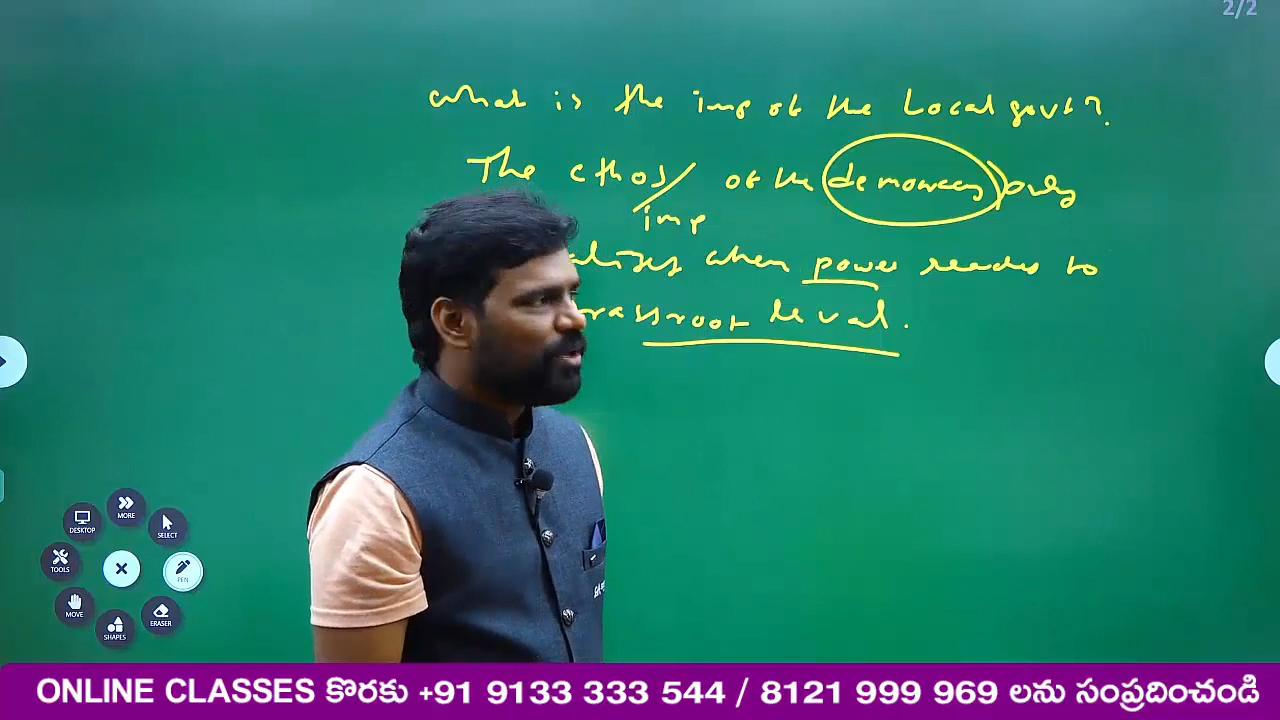 2/2
What is the imp of the Local govt?
The ethos of the democracy only
imp
when power reaches to
grassroot level.
MORE
DESKTOP
SELECT
TOOLS
PEN
MOVE
ERASER
SHAPES
ONLINE CLASSES కొరకు +91 9133 333 544 / 8121 999 969 లను సంప్రదించండి